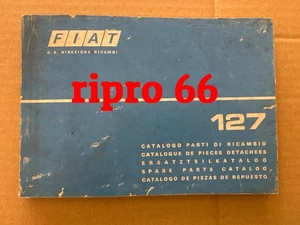 FIAT
S. A. DIREZIONE RICAMBI
ripro 66
127
CATALOGO PARTI DI RICAMBIO
CATALOGUE DE PIECES DETACHEES
ERSATZTEILKATALOG
SPARE PARTS CATALOG
CATALOGO DE PIEZAS DE REPUESTO